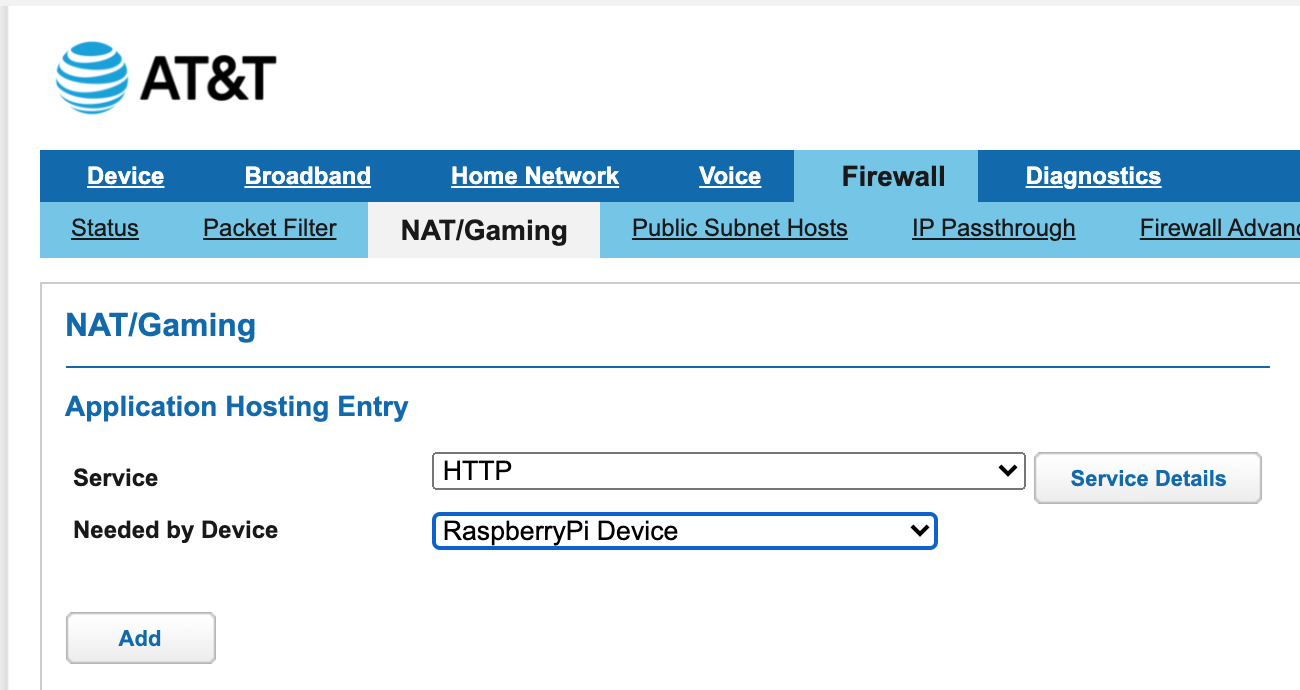 AT&T
Device Broadband Home Network Voice Firewall Diagnostics
Status Packet Filter NAT/Gaming Public Subnet Hosts IP Passthrough Firewall Advanc
NAT/Gaming
Application Hosting Entry
Service HTTP Service Details
Needed by Device RaspberryPi Device
Add